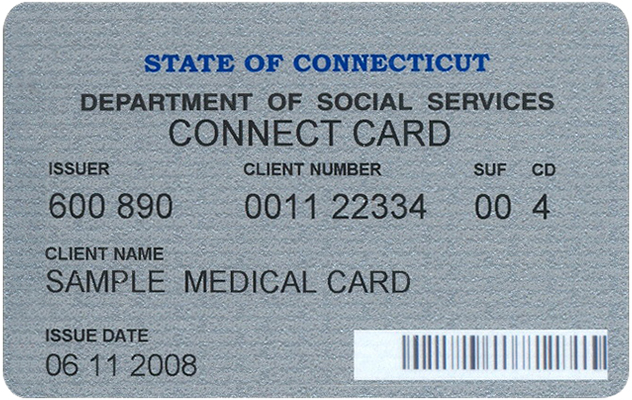 STATE OF CONNECTICUT
DEPARTMENT OF SOCIAL SERVICES
CONNECT CARD
ISSUER CLIENT NUMBER SUF CD
600 890 0011 22334 00 4
CLIENT NAME
SAMPLE MEDICAL CARD
ISSUE DATE
06 11 2008